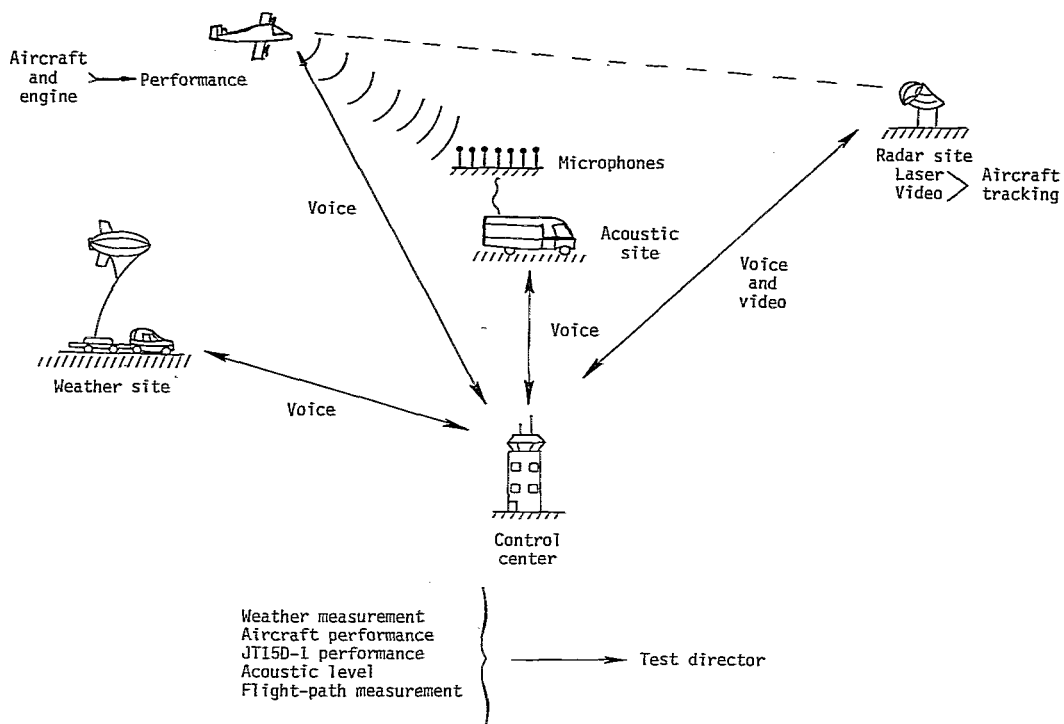 Aircraft
and
engine
Performance
Microphones
Radar site
Laser
Video
Aircraft
tracking
Voice
Acoustic
site
Voice
and
video
Voice
Weather site
Voice
Control
center
Weather measurement
Aircraft performance
JT15D-1 performance
Acoustic level
Flight-path measurement
Test director